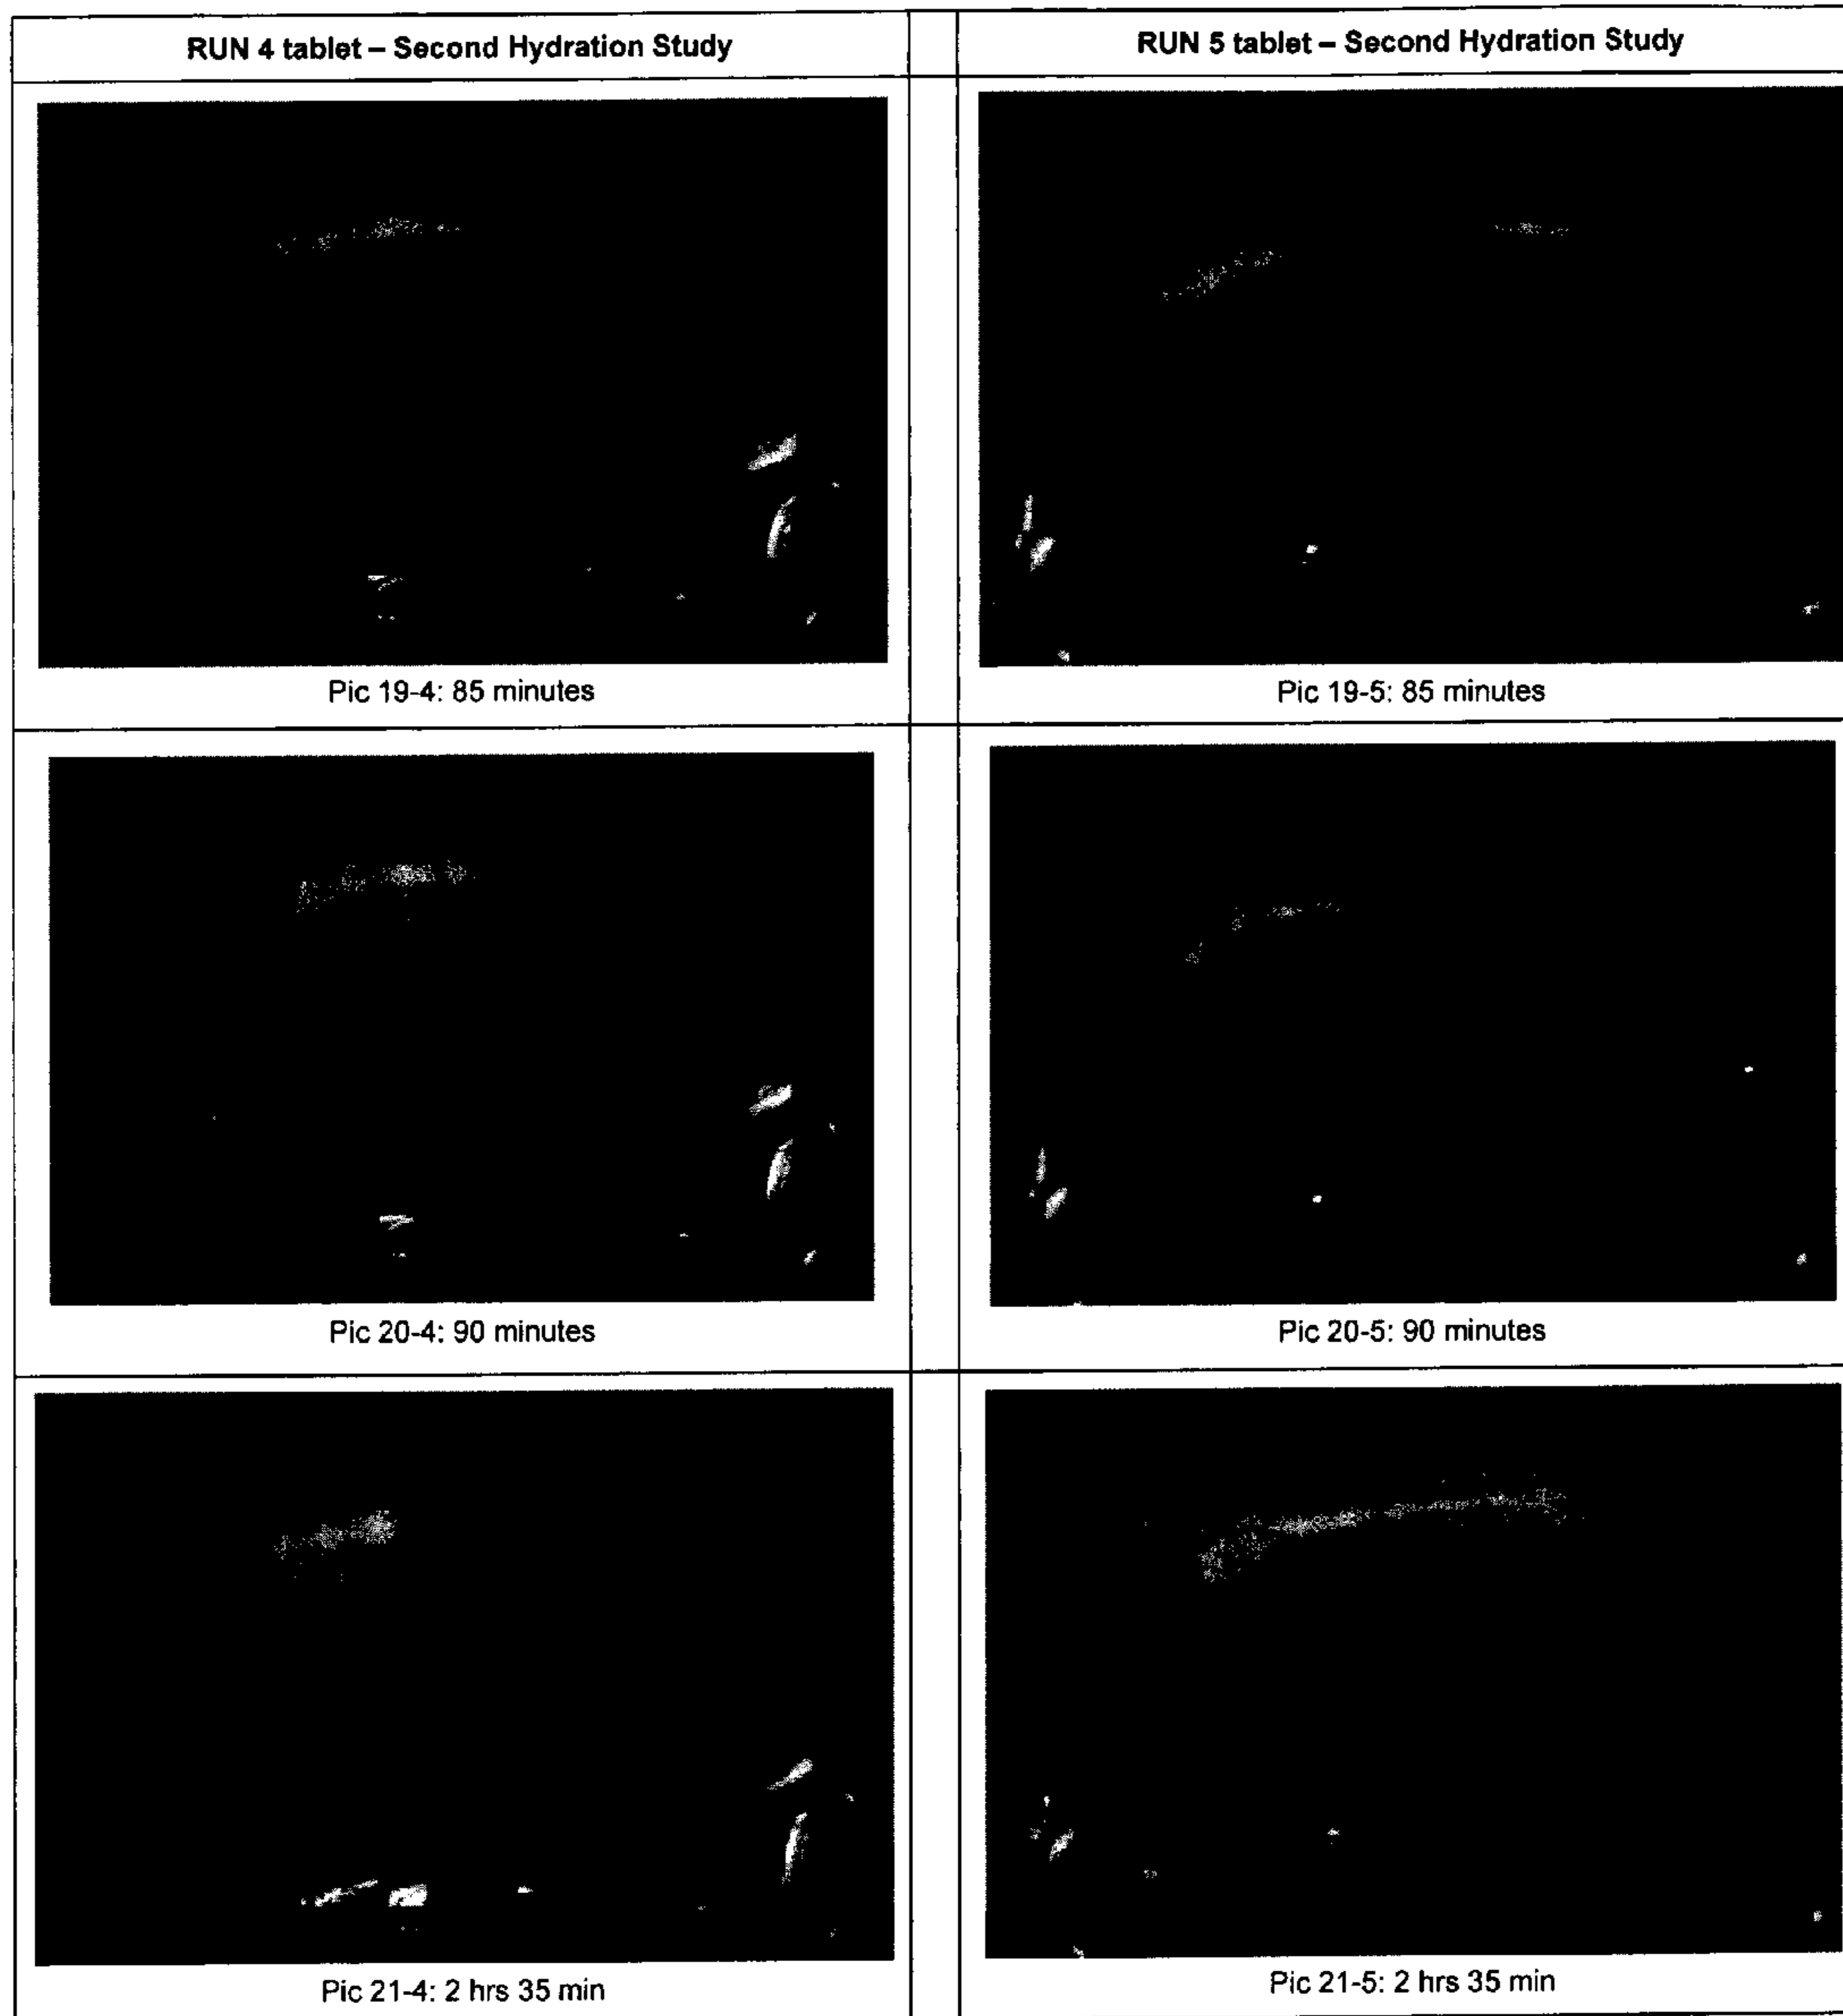 RUN 4 tablet – Second Hydration Study
RUN 5 tablet – Second Hydration Study
Pic 19-4: 85 minutes
Pic 19-5: 85 minutes
Pic 20-4: 90 minutes
Pic 20-5: 90 minutes
Pic 21-4: 2 hrs 35 min
Pic 21-5: 2 hrs 35 min